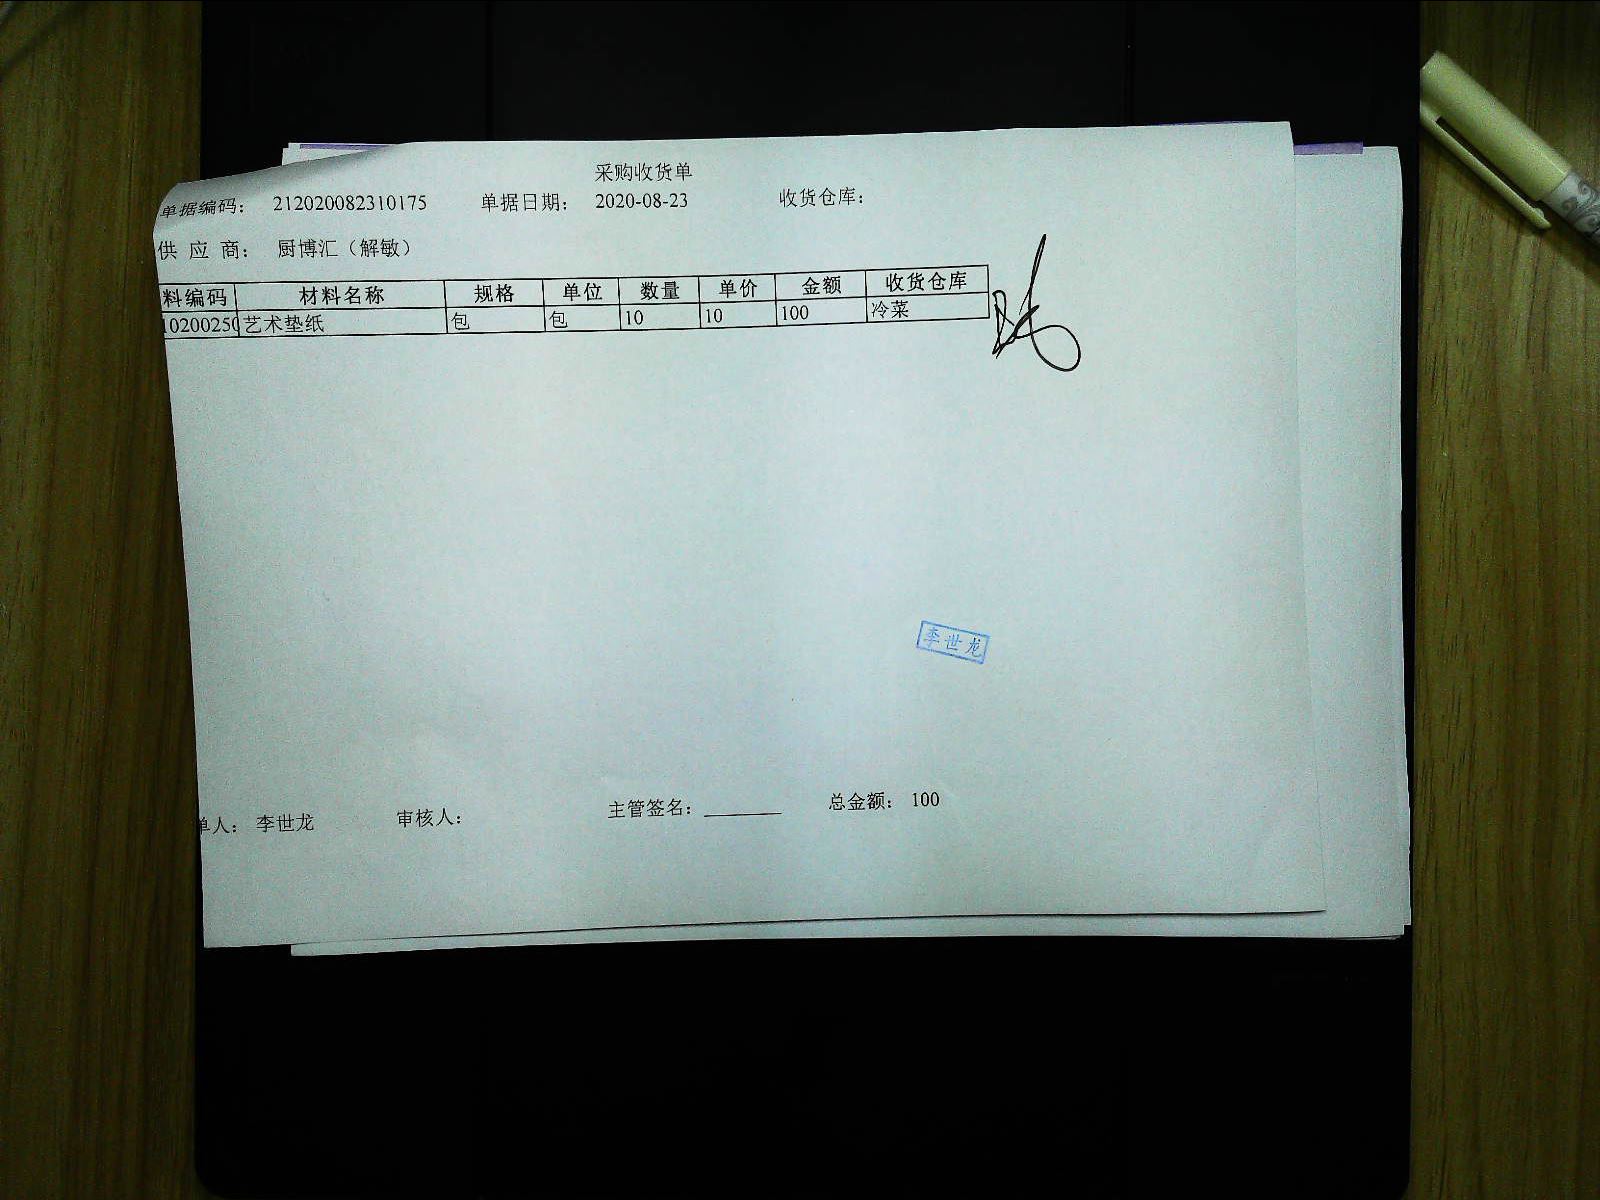 采购收货单
单据编码： 212020082310175 单据日期： 2020-08-23 收货仓库：
供 应 商： 厨博汇（解敏）
料编码 材料名称 规格 单位 数量 单价 金额 收货仓库
1020025 艺术垫纸 包 包 10 10 100 冷菜
李世龙
单人： 李世龙 审核人： 主管签名：________ 总金额： 100